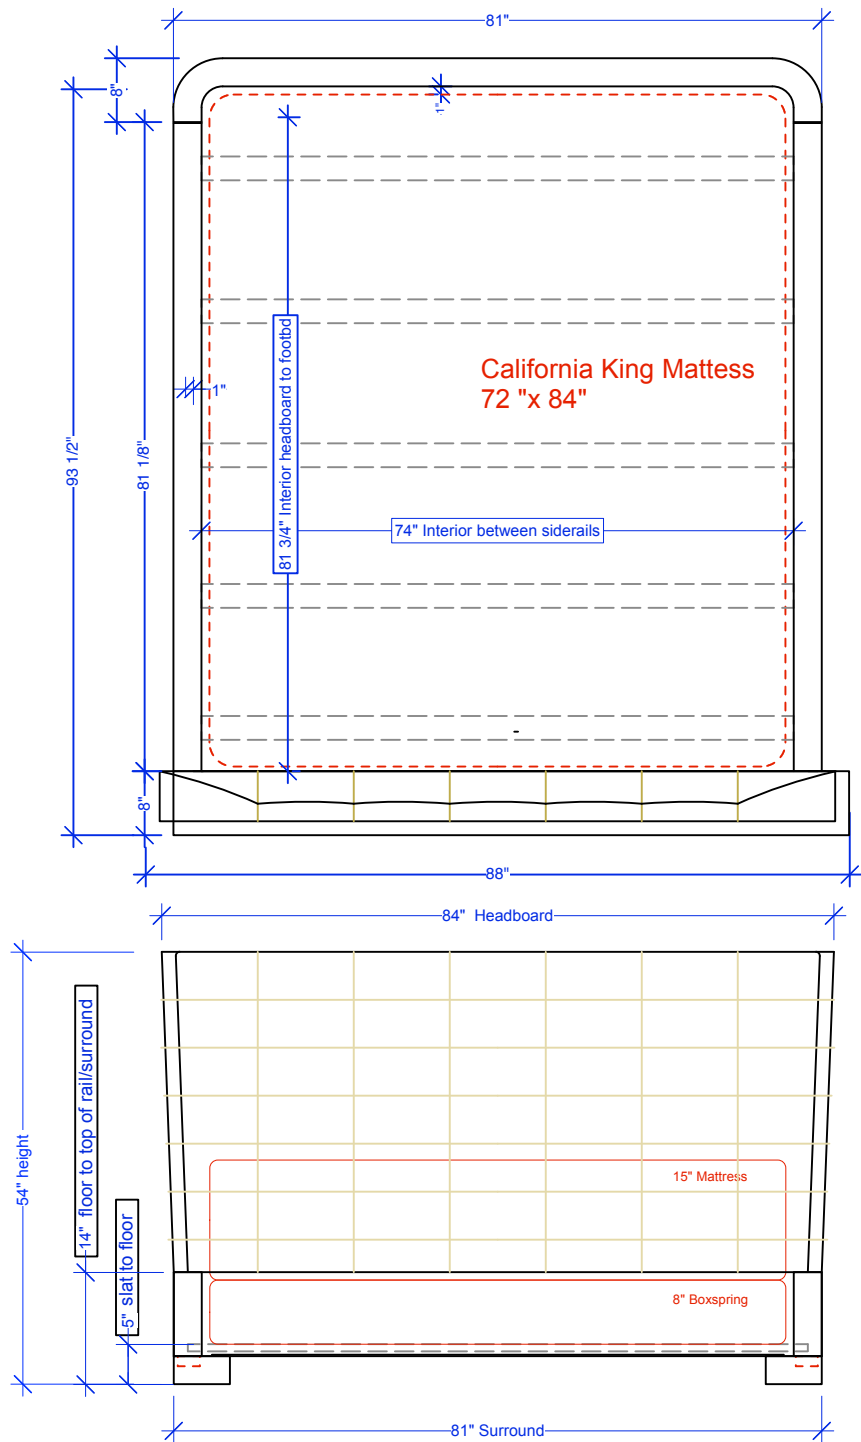 81"
8"
1"
California King Mattess
72 "x 84"
81 3/4" Interior headboard to footbd
1"
93 1/2"
81 1/8"
74" Interior between siderails
8"
88"
84" Headboard
14" floor to top of rail/surround
54" height
15" Mattress
5" slat to floor
8" Boxspring
81" Surround